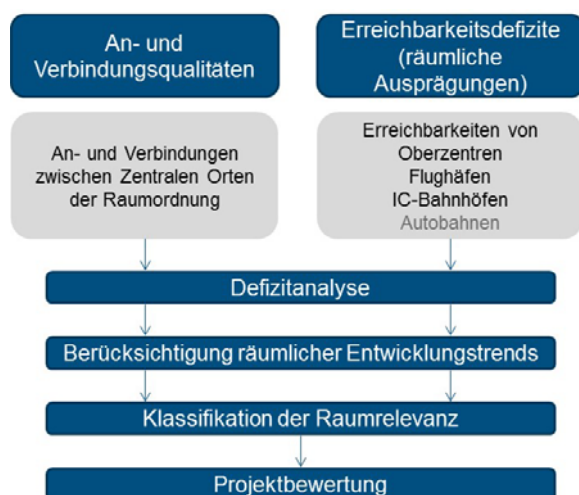 An- und
Verbindungsqualitäten
Erreichbarkeitsdefizite
(räumliche
Ausprägungen)
An- und Verbindungen
zwischen Zentralen Orten
der Raumordnung
Erreichbarkeiten von
Oberzentren
Flughäfen
IC-Bahnhöfen
Autobahnen
Defizitanalyse
Berücksichtigung räumlicher Entwicklungstrends
Klassifikation der Raumrelevanz
Projektbewertung